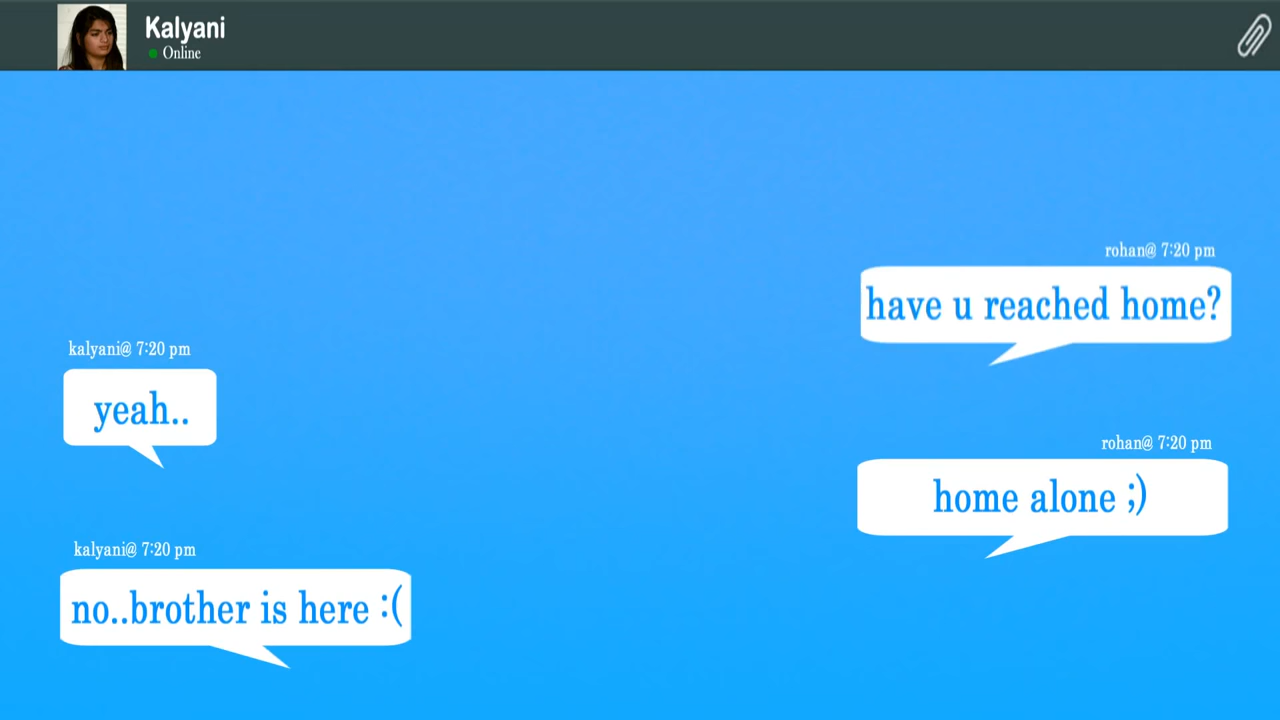 Kalyani
Online
rohan@ 7:20 pm
have u reached home?
kalyani@ 7:20 pm
yeah..
rohan@ 7:20 pm
home alone ;)
kalyani@ 7:20 pm
no..brother is here :(